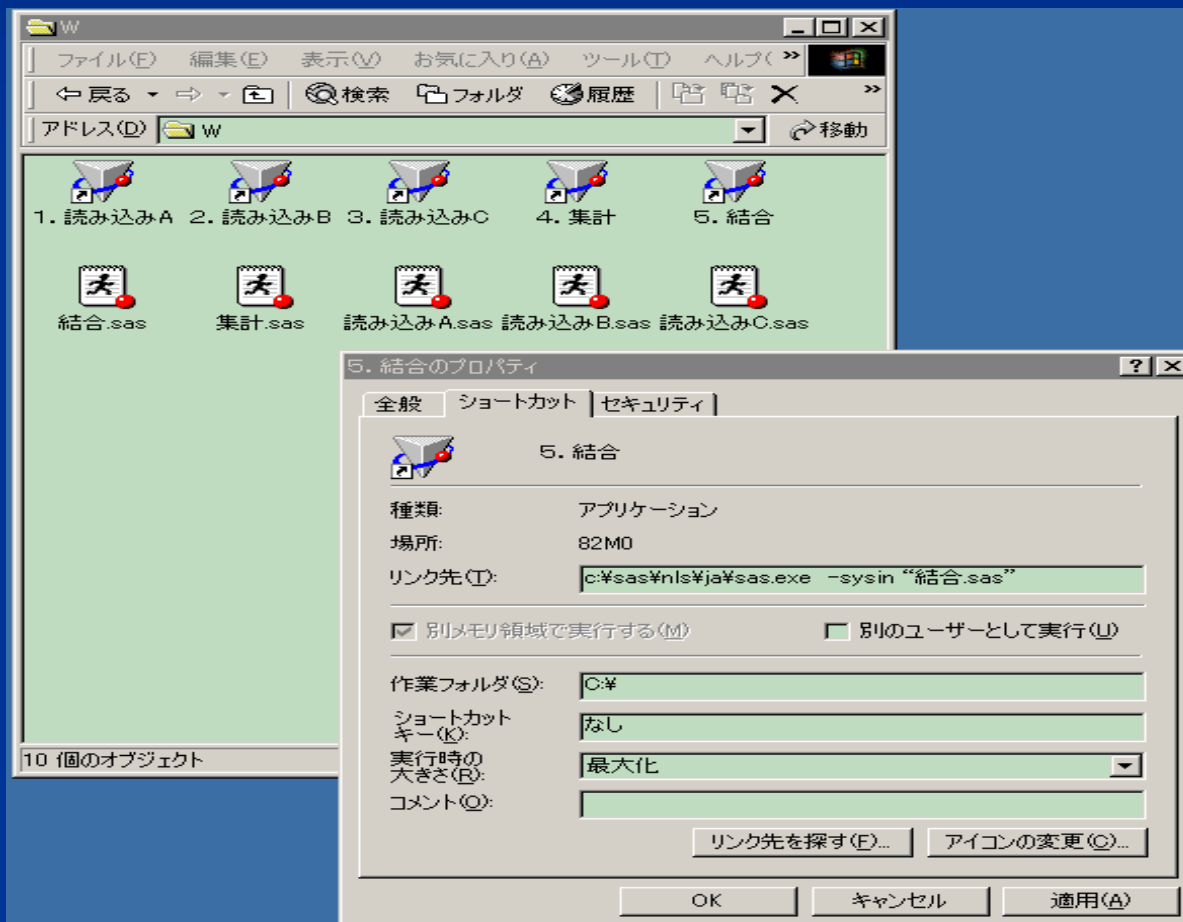 W
ファイル(F) 編集(E) 表示(V) お気に入り(A) ツール(T) ヘルプ( »
戻る 検索 フォルダ 履歴 »
アドレス(D) W 移動
1. 読み込みA 2. 読み込みB 3. 読み込みC 4. 集計 5. 結合
結合.sas 集計.sas 読み込みA.sas 読み込みB.sas 読み込みC.sas
10 個のオブジェクト
5. 結合のプロパティ
全般 ショートカット セキュリティ
5. 結合
種類: アプリケーション
場所: 82M0
リンク先(T): c:¥sas¥nls¥ja¥sas.exe -sysin “結合.sas”
別メモリ領域で実行する(M) 別のユーザーとして実行(U)
作業フォルダ(S): C:¥
ショートカット
キー(K): なし
実行時の
大きさ(R): 最大化
コメント(O):
リンク先を探す(F)... アイコンの変更(C)...
OK キャンセル 適用(A)